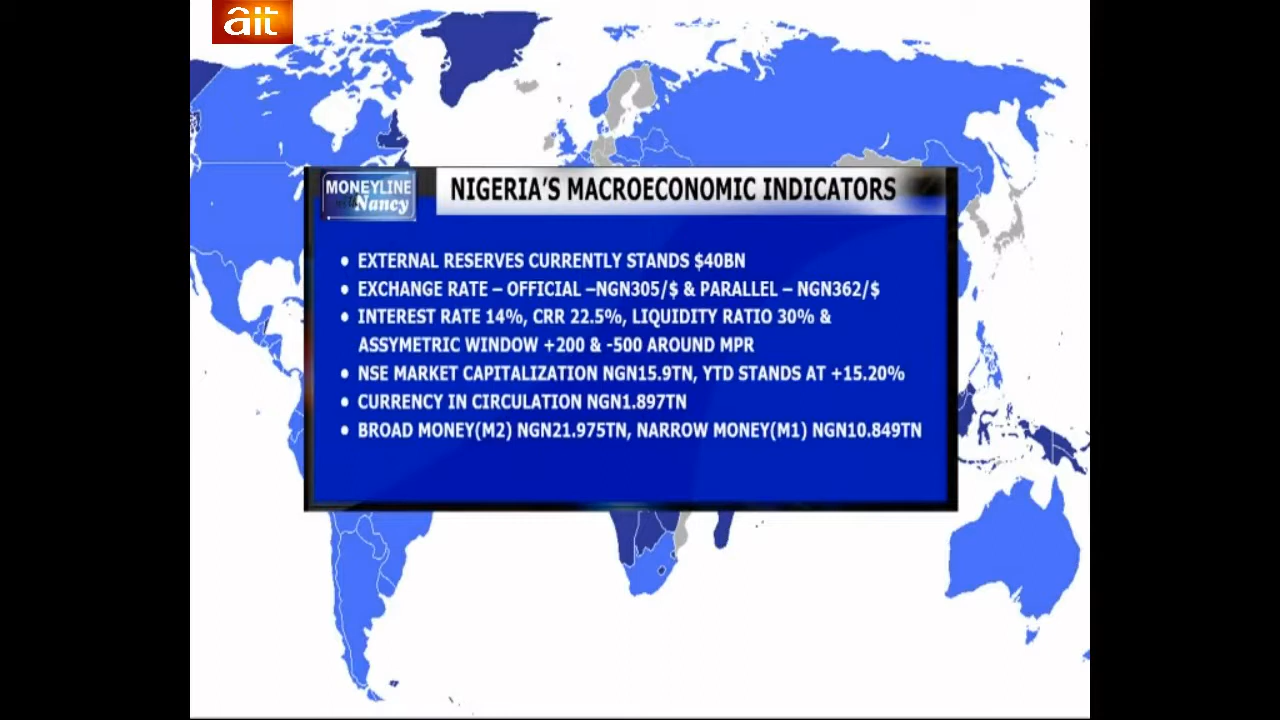 âit
MONEYLINE
with Nancy
NIGERIA'S MACROECONOMIC INDICATORS
• EXTERNAL RESERVES CURRENTLY STANDS $40BN
• EXCHANGE RATE – OFFICIAL –NGN305/$ & PARALLEL – NGN362/$
• INTEREST RATE 14%, CRR 22.5%, LIQUIDITY RATIO 30% &
ASSYMETRIC WINDOW +200 & -500 AROUND MPR
• NSE MARKET CAPITALIZATION NGN15.9TN, YTD STANDS AT +15.20%
• CURRENCY IN CIRCULATION NGN1.897TN
• BROAD MONEY(M2) NGN21.975TN, NARROW MONEY(M1) NGN10.849TN